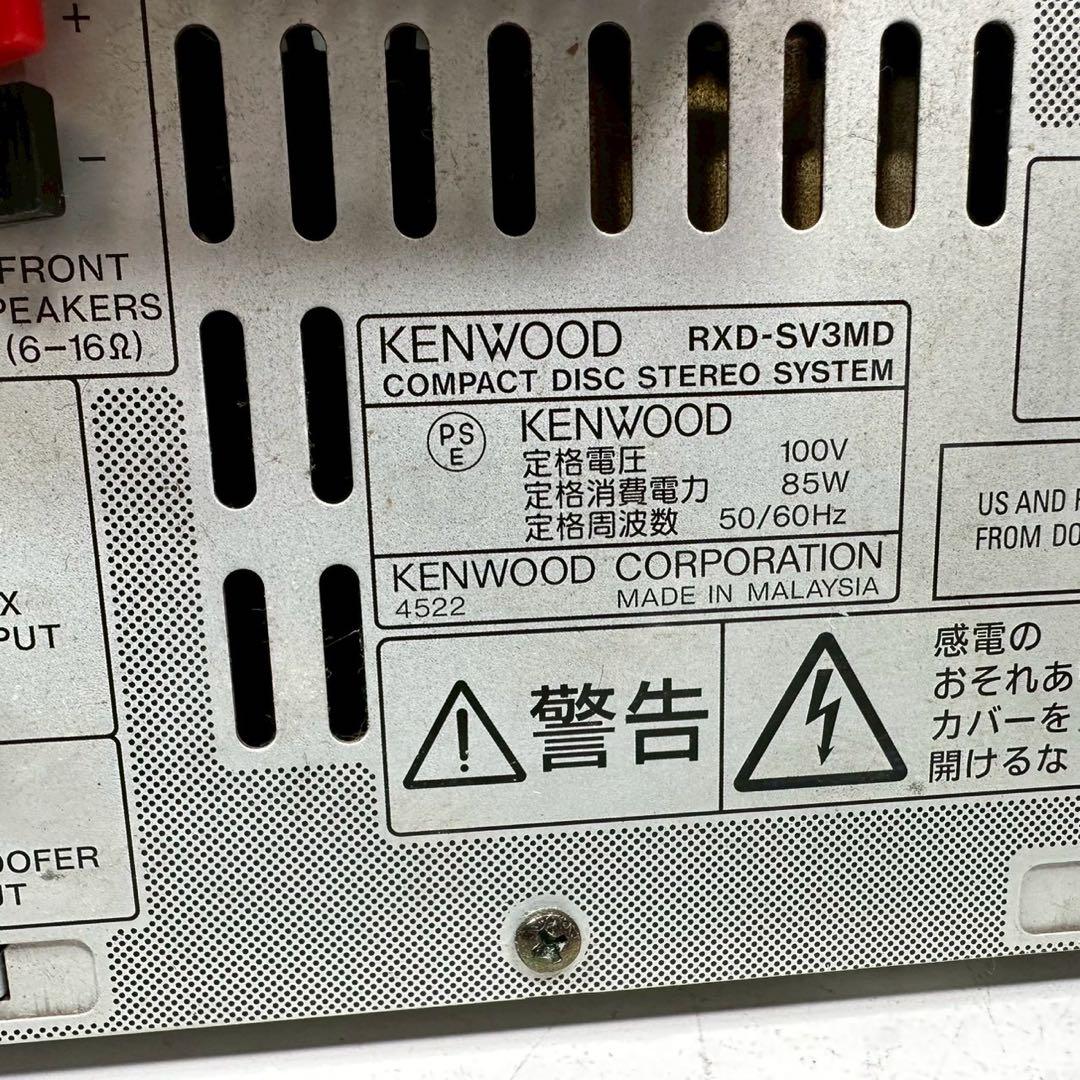 +
−
FRONT
PEAKERS
(6-16Ω)
KENWOOD RXD-SV3MD
COMPACT DISC STEREO SYSTEM
PS
E
KENWOOD
定格電圧 100V
定格消費電力 85W
定格周波数 50/60Hz
KENWOOD CORPORATION
4522 MADE IN MALAYSIA
US AND
FROM DO
X
PUT
OOFER
UT
警告
感電の
おそれあ
カバーを
開けるな